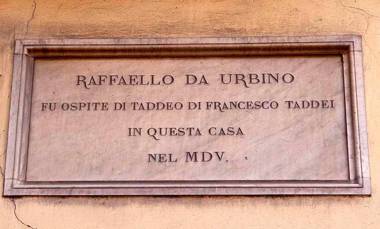 RAFFAELLO DA URBINO
FU OSPITE DI TADDEO DI FRANCESCO TADDEI
IN QUESTA CASA
NEL MDV.